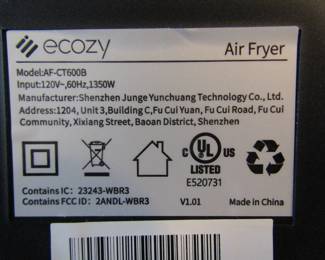 ecozy
Air Fryer
Model:AF-CT600B
Input:120V~,60Hz,1350W
Manufacturer:Shenzhen Junge Yunchuang Technology Co., Ltd.
Address:1204, Unit 3,Building C,Fu Cui Yuan, Fu Cui Road, Fu Cui
Community, Xixiang Street, Baoan District, Shenzhen
C UL US
LISTED
E520731
Contains IC: 23243-WBR3
Contains FCC ID: 2ANDL-WBR3
V1.01
Made in China